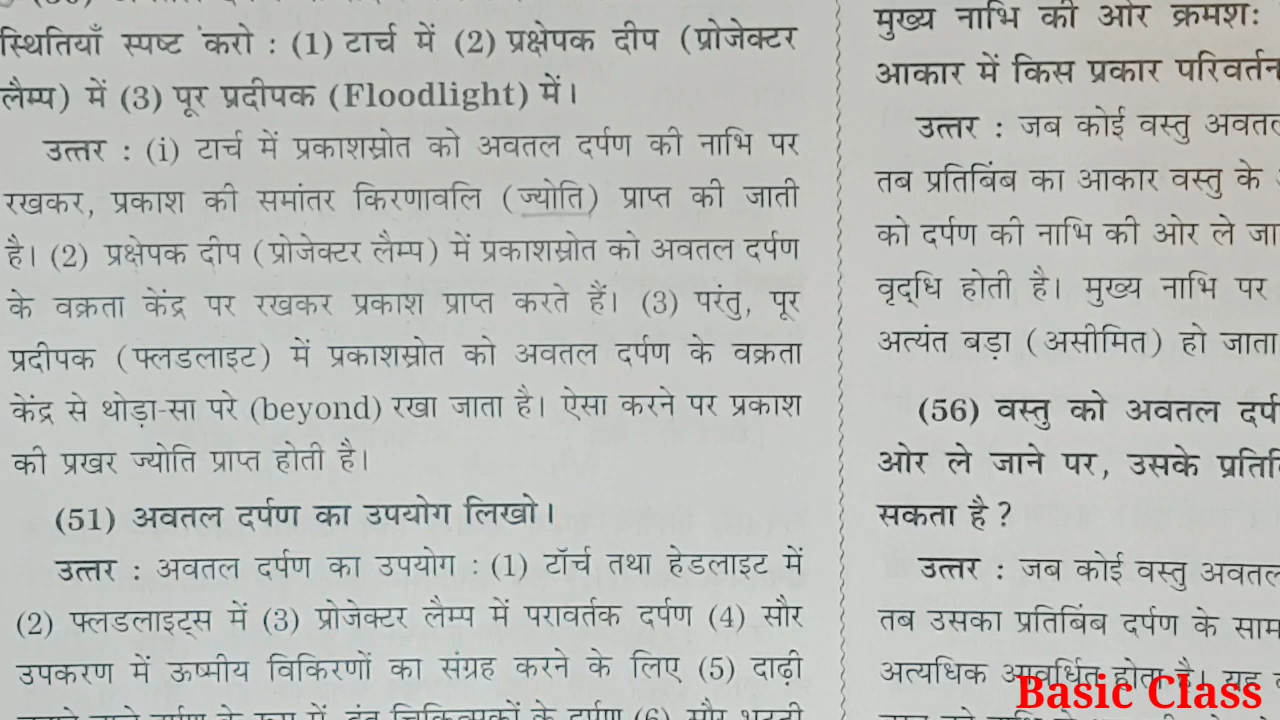 स्थितियाँ स्पष्ट करो : (1) टार्च में (2) प्रक्षेपक दीप (प्रोजेक्टर
लैम्प) में (3) पूर प्रदीपक (Floodlight) में।
उत्तर : (i) टार्च में प्रकाशस्रोत को अवतल दर्पण की नाभि पर
रखकर, प्रकाश की समांतर किरणावलि (ज्योति) प्राप्त की जाती
है। (2) प्रक्षेपक दीप (प्रोजेक्टर लैम्प) में प्रकाशस्रोत को अवतल दर्पण
के वक्रता केंद्र पर रखकर प्रकाश प्राप्त करते हैं। (3) परंतु, पूर
प्रदीपक (फ्लडलाइट) में प्रकाशस्रोत को अवतल दर्पण के वक्रता
केंद्र से थोड़ा-सा परे (beyond) रखा जाता है। ऐसा करने पर प्रकाश
की प्रखर ज्योति प्राप्त होती है।
(51) अवतल दर्पण का उपयोग लिखो।
उत्तर : अवतल दर्पण का उपयोग : (1) टॉर्च तथा हेडलाइट में
(2) फ्लडलाइट्स में (3) प्रोजेक्टर लैम्प में परावर्तक दर्पण (4) सौर
उपकरण में ऊष्मीय विकिरणों का संग्रह करने के लिए (5) दाढ़ी
मुख्य नाभि की ओर क्रमश:
आकार में किस प्रकार परिवर्तन
उत्तर : जब कोई वस्तु अवतल
तब प्रतिबिंब का आकार वस्तु के
को दर्पण की नाभि की ओर ले जा
वृद्धि होती है। मुख्य नाभि पर
अत्यंत बड़ा (असीमित) हो जाता
(56) वस्तु को अवतल दर्प
ओर ले जाने पर, उसके प्रतिबि
सकता है ?
उत्तर : जब कोई वस्तु अवतल
तब उसका प्रतिबिंब दर्पण के साम
अत्यधिक आवर्धित होता है। यह
Basic Class